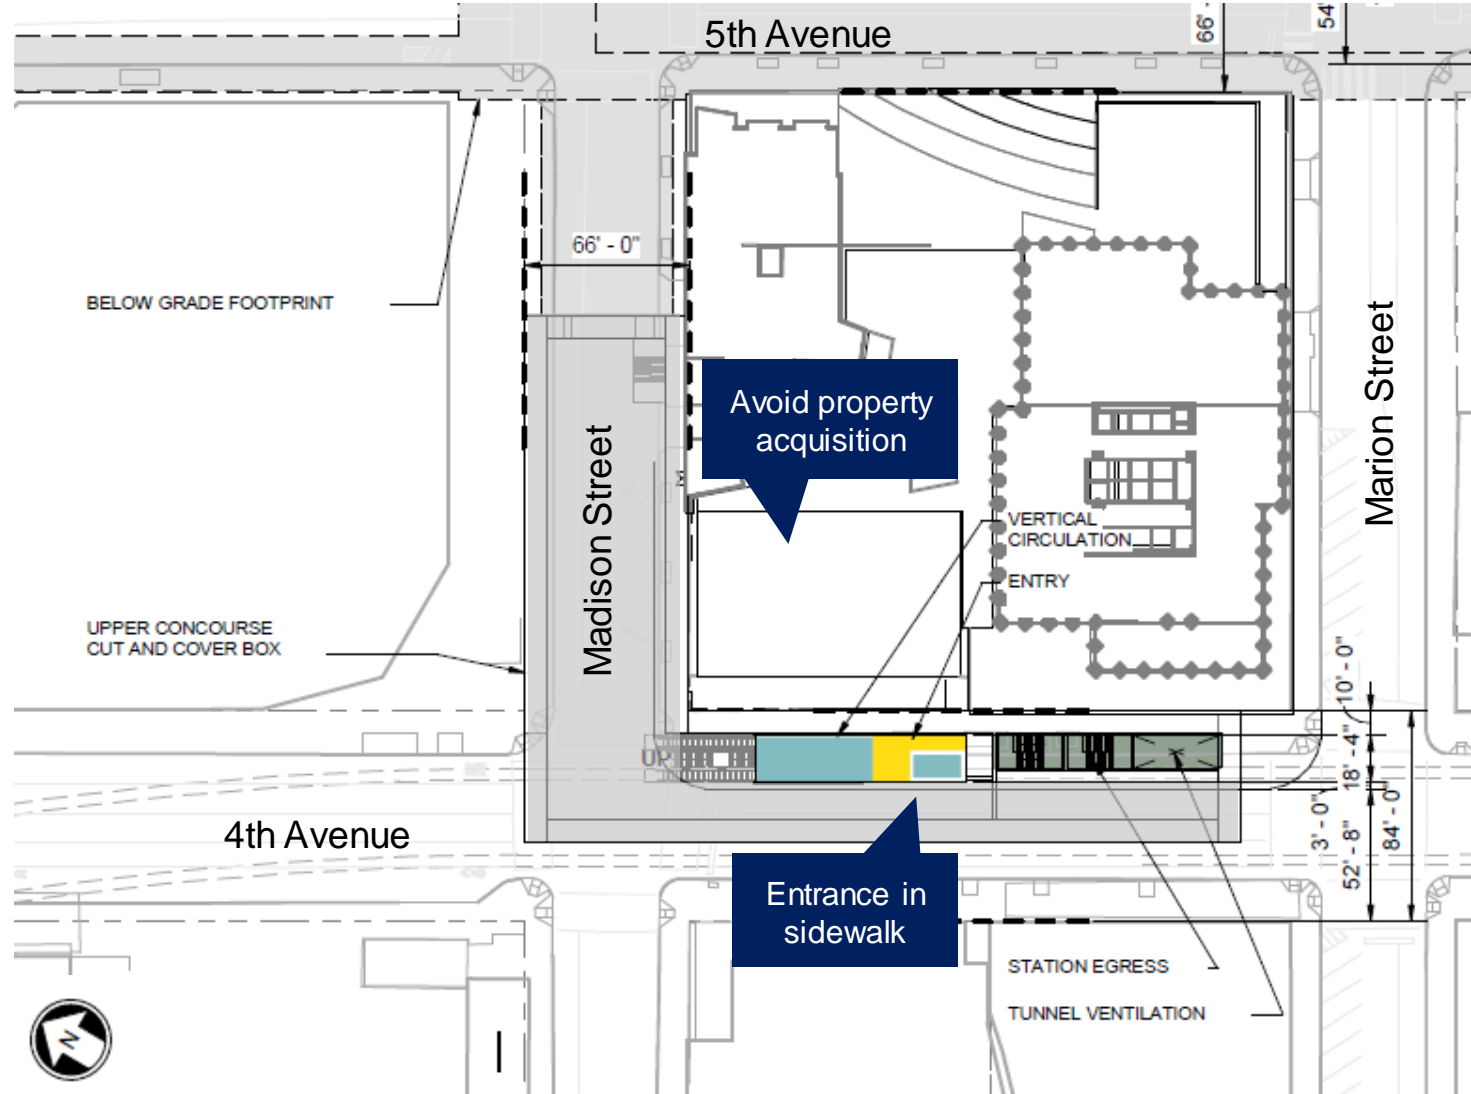 5th Avenue
66' -
54'
66' - 0"
BELOW GRADE FOOTPRINT
Avoid property
acquisition
Madison Street
Marion Street
VERTICAL
CIRCULATION
ENTRY
UPPER CONCOURSE
CUT AND COVER BOX
10' - 0"
18' - 4"
3' - 0"
52' - 8"
84' - 0"
UP
4th Avenue
Entrance in
sidewalk
STATION EGRESS
TUNNEL VENTILATION
N